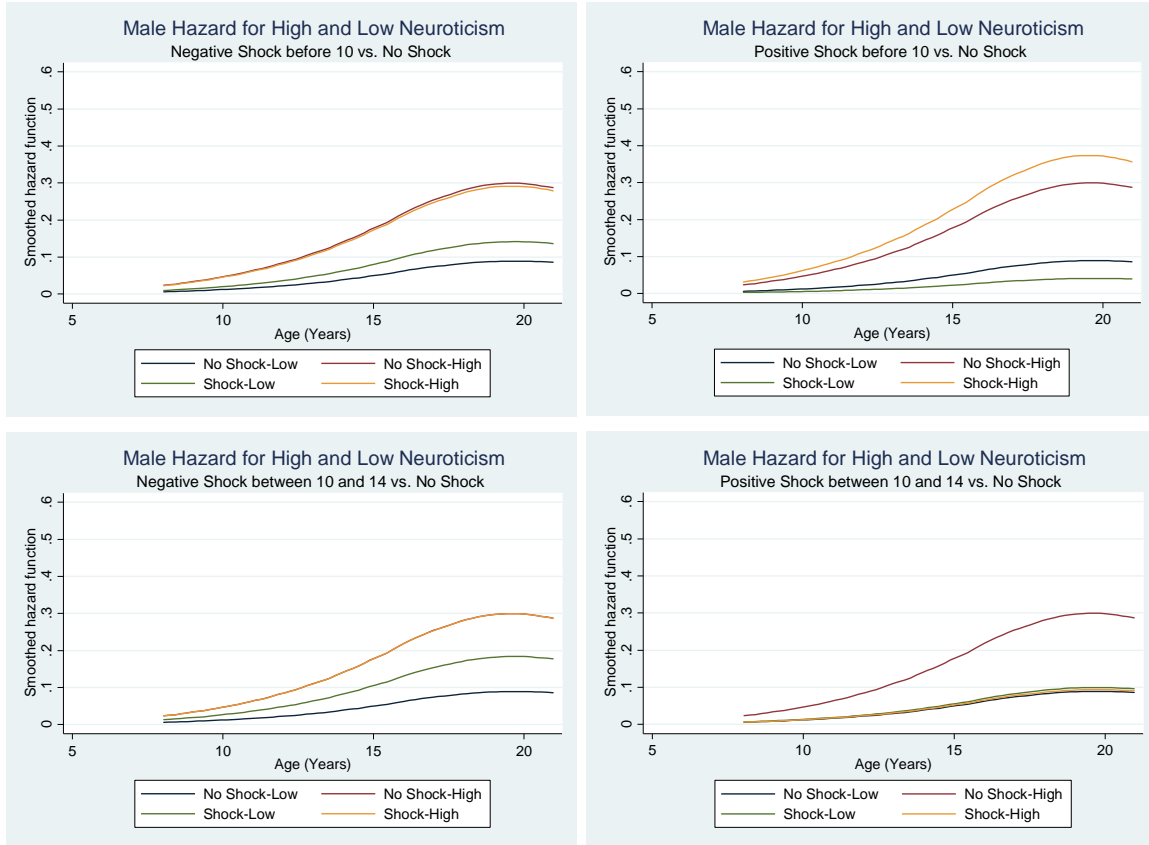 Male Hazard for High and Low Neuroticism
Negative Shock before 10 vs. No Shock
Smoothed hazard function
.6
.5
.4
.3
.2
.1
0
5 10 15 20
Age (Years)
No Shock-Low No Shock-High
Shock-Low Shock-High
Male Hazard for High and Low Neuroticism
Positive Shock before 10 vs. No Shock
Smoothed hazard function
.6
.5
.4
.3
.2
.1
0
5 10 15 20
Age (Years)
No Shock-Low No Shock-High
Shock-Low Shock-High
Male Hazard for High and Low Neuroticism
Negative Shock between 10 and 14 vs. No Shock
Smoothed hazard function
.6
.5
.4
.3
.2
.1
0
5 10 15 20
Age (Years)
No Shock-Low No Shock-High
Shock-Low Shock-High
Male Hazard for High and Low Neuroticism
Positive Shock between 10 and 14 vs. No Shock
Smoothed hazard function
.6
.5
.4
.3
.2
.1
0
5 10 15 20
Age (Years)
No Shock-Low No Shock-High
Shock-Low Shock-High